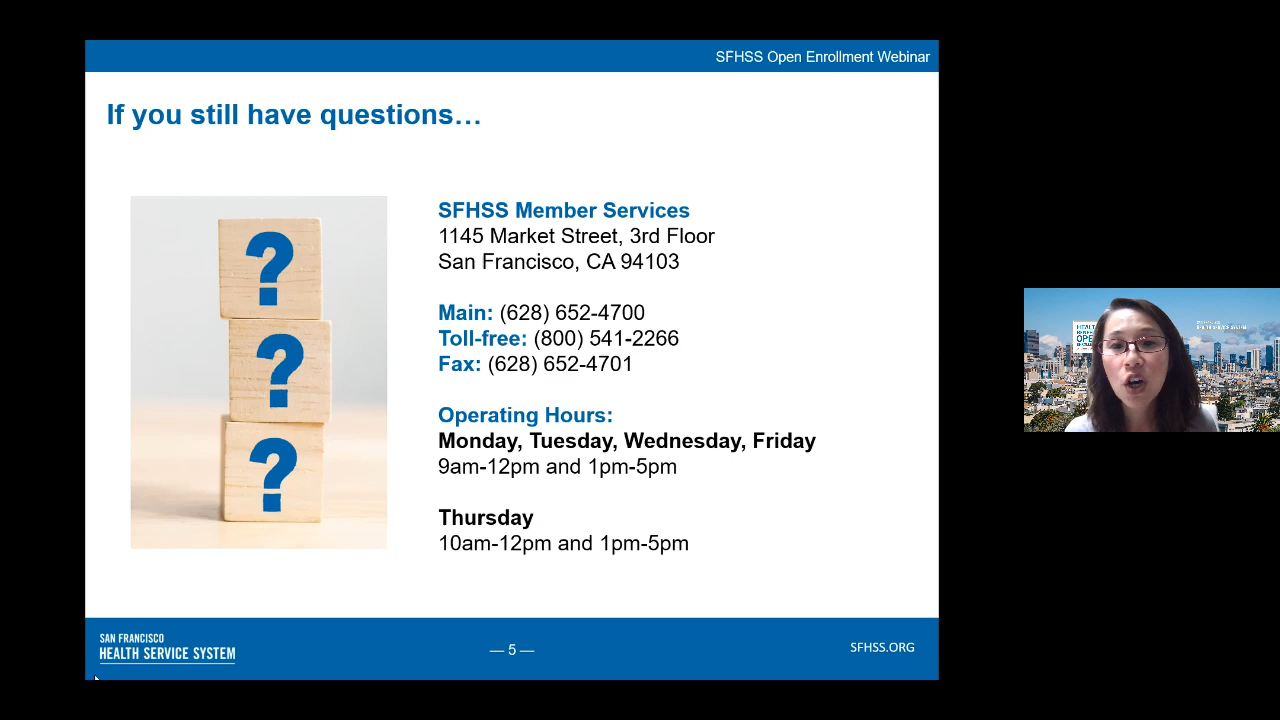 SFHSS Open Enrollment Webinar
If you still have questions…
?
?
?
SFHSS Member Services
1145 Market Street, 3rd Floor
San Francisco, CA 94103
Main: (628) 652-4700
Toll-free: (800) 541-2266
Fax: (628) 652-4701
Operating Hours:
Monday, Tuesday, Wednesday, Friday
9am-12pm and 1pm-5pm
Thursday
10am-12pm and 1pm-5pm
SAN FRANCISCO
HEALTH SERVICE SYSTEM
— 5 —
SFHSS.ORG
HEALTH SERVICE SYSTEM